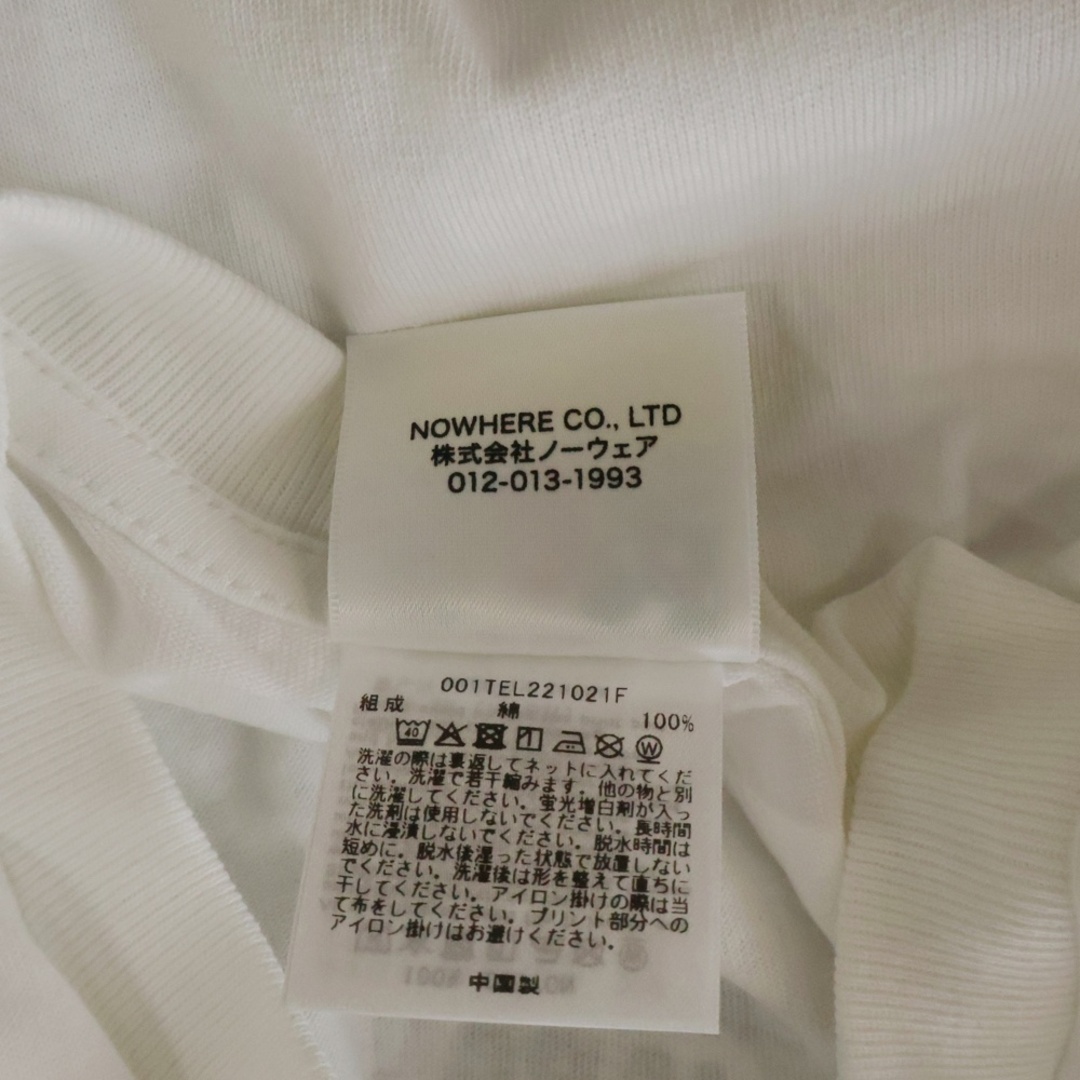 NOWHERE CO., LTD
株式会社ノーウェア
012-013-1993
001TEL221021F
組成 綿 100%
40 W
洗濯の際は裏返してネットに入れてくだ
さい。洗濯で若干縮みます。他の物と別
に洗濯してください。蛍光増白剤が入っ
た洗剤は使用しないでください。長時間
水に浸漬しないでください。脱水時間は
短めに。脱水後湿った状態で放置しない
でください。洗濯後は形を整えて直ちに
干してください。アイロン掛けの際は当
て布をしてください。プリント部分への
アイロン掛けはお避けください。
中国製